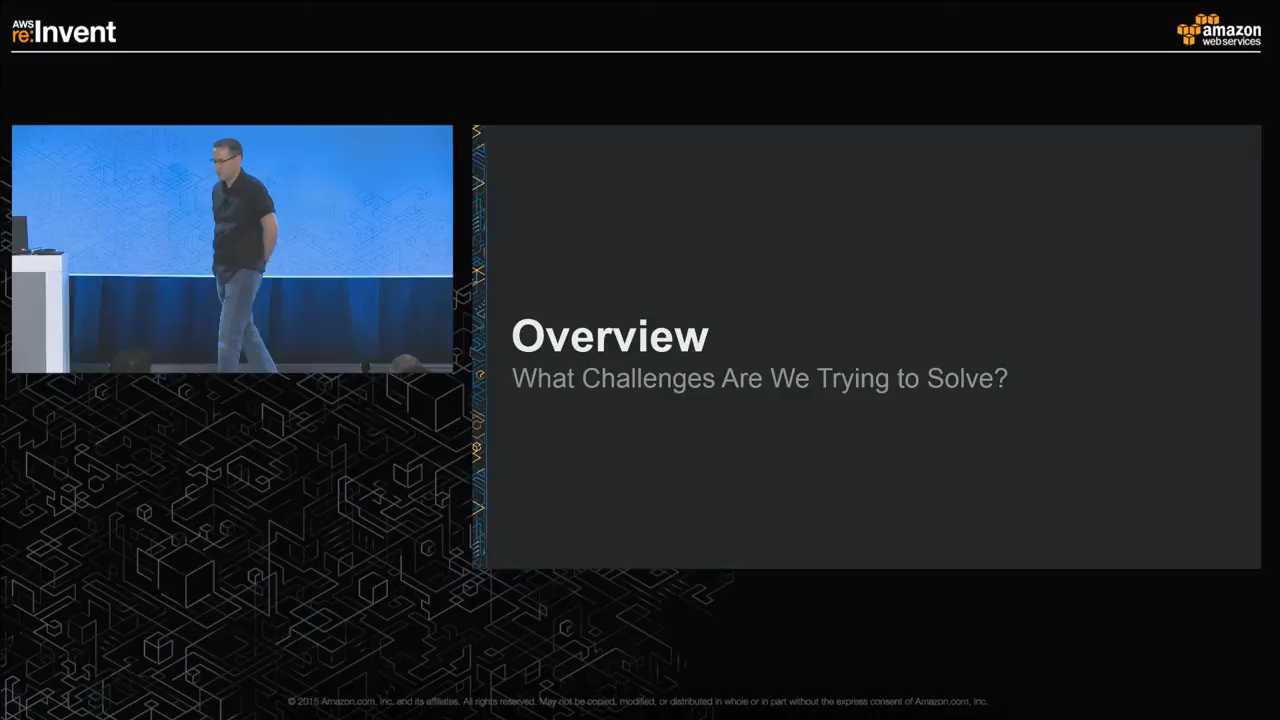 AWS
re:Invent
amazon
webservices
Overview
What Challenges Are We Trying to Solve?
© 2015 Amazon.com, Inc, and its affiliates. All rights reserved. May not be copied, modified, or distributed in whole or in part without the express consent of Amazon.com, Inc.